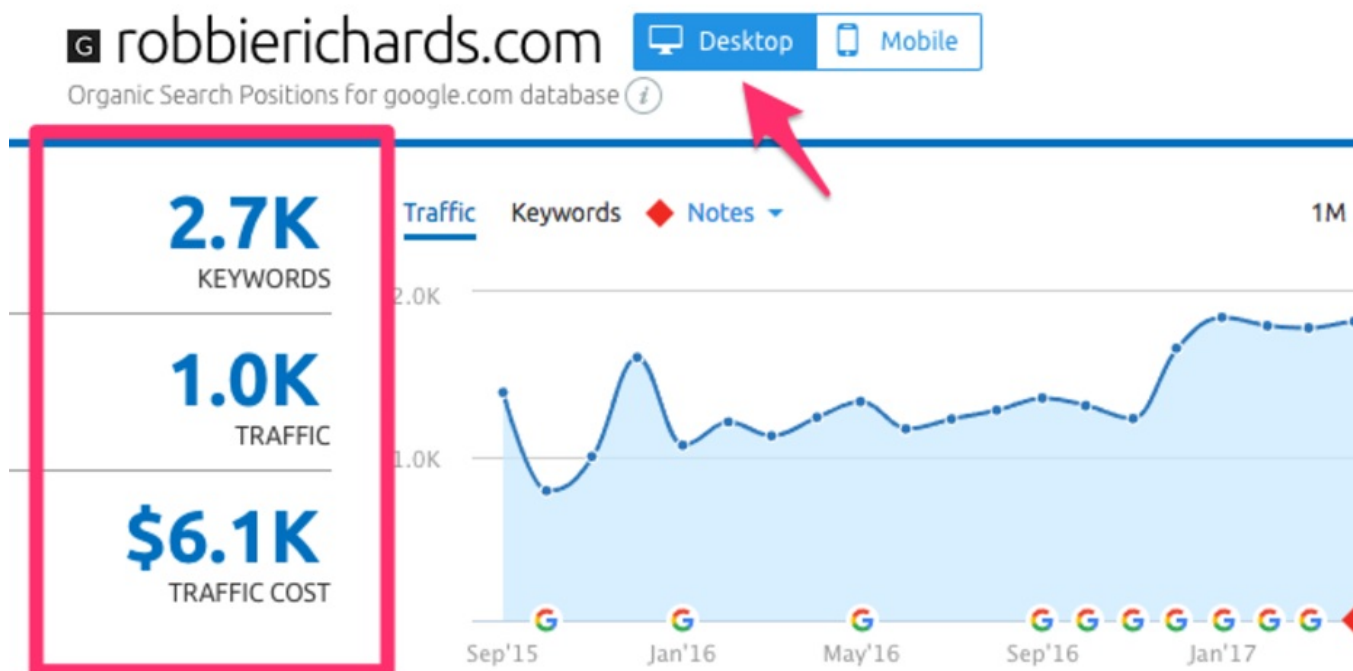 G robbierichards.com Desktop Mobile
Organic Search Positions for google.com database i
2.7K
KEYWORDS
1.0K
TRAFFIC
$6.1K
TRAFFIC COST
Traffic Keywords Notes 1M
2.0K
1.0K
G G G G G G G G G G
Sep'15 Jan'16 May'16 Sep'16 Jan'17